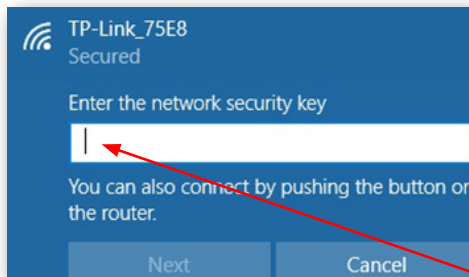 TP-Link_75E8
Secured
Enter the network security key
You can also connect by pushing the button on
the router.
Next
Cancel